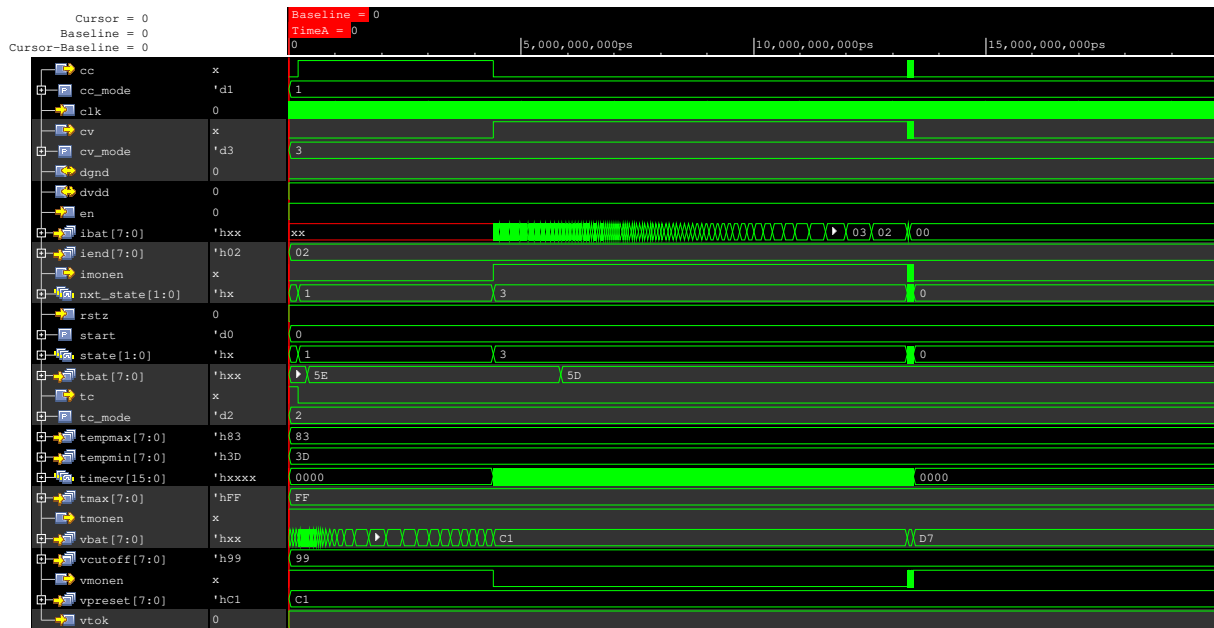 Cursor = 0
Baseline = 0
Cursor-Baseline = 0
Baseline = 0
TimeA = 0
0 5,000,000,000ps 10,000,000,000ps 15,000,000,000ps
cc x
cc_mode 'd1 1
clk 0
cv x
cv_mode 'd3 3
dgnd 0
dvdd 0
en 0
ibat[7:0] 'hxx xx 03 02 00
iend[7:0] 'h02 02
imonen x
nxt_state[1:0] 'hx 1 3 0
rstz 0
start 'd0 0
state[1:0] 'hx 1 3 0
tbat[7:0] 'hxx 5E 5D
tc x
tc_mode 'd2 2
tempmax[7:0] 'h83 83
tempmin[7:0] 'h3D 3D
timecv[15:0] 'hxxxx 0000 0000
tmax[7:0] 'hFF FF
tmonen x
vbat[7:0] 'hxx C1 D7
vcutoff[7:0] 'h99 99
vmonen x
vpreset[7:0] 'hC1 C1
vtok 0